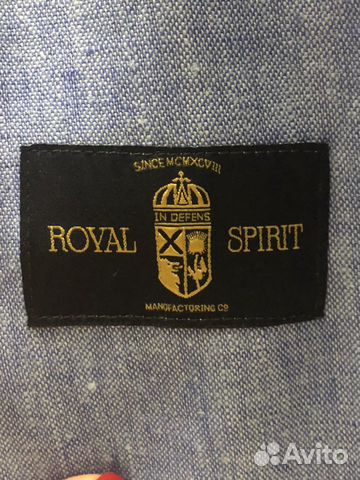 SINCE MCMXCVIII
IN DEFENS
ROYAL SPIRIT
MANUFACTORING CO
Avito